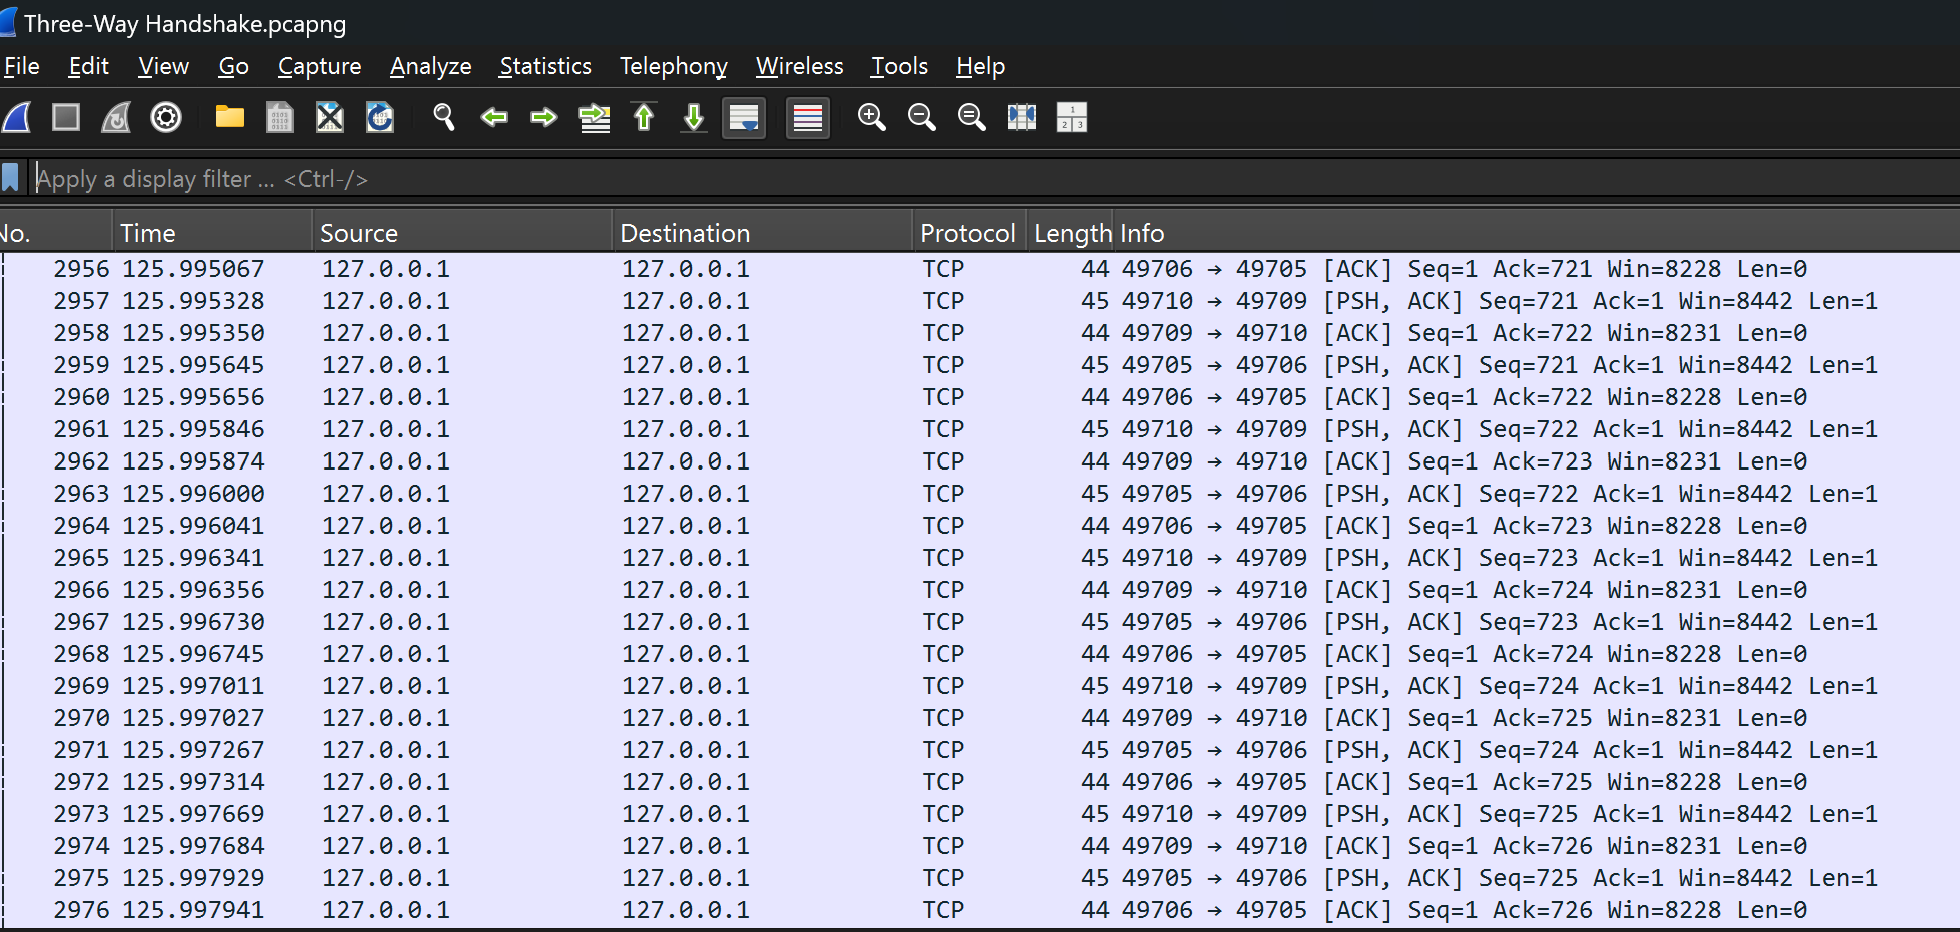 Three-Way Handshake.pcapng
File Edit View Go Capture Analyze Statistics Telephony Wireless Tools Help
Apply a display filter … <Ctrl-/>
No. Time Source Destination Protocol Length Info
2956 125.995067 127.0.0.1 127.0.0.1 TCP 44 49706 → 49705 [ACK] Seq=1 Ack=721 Win=8228 Len=0
2957 125.995328 127.0.0.1 127.0.0.1 TCP 45 49710 → 49709 [PSH, ACK] Seq=721 Ack=1 Win=8442 Len=1
2958 125.995350 127.0.0.1 127.0.0.1 TCP 44 49709 → 49710 [ACK] Seq=1 Ack=722 Win=8231 Len=0
2959 125.995645 127.0.0.1 127.0.0.1 TCP 45 49705 → 49706 [PSH, ACK] Seq=721 Ack=1 Win=8442 Len=1
2960 125.995656 127.0.0.1 127.0.0.1 TCP 44 49706 → 49705 [ACK] Seq=1 Ack=722 Win=8228 Len=0
2961 125.995846 127.0.0.1 127.0.0.1 TCP 45 49710 → 49709 [PSH, ACK] Seq=722 Ack=1 Win=8442 Len=1
2962 125.995874 127.0.0.1 127.0.0.1 TCP 44 49709 → 49710 [ACK] Seq=1 Ack=723 Win=8231 Len=0
2963 125.996000 127.0.0.1 127.0.0.1 TCP 45 49705 → 49706 [PSH, ACK] Seq=722 Ack=1 Win=8442 Len=1
2964 125.996041 127.0.0.1 127.0.0.1 TCP 44 49706 → 49705 [ACK] Seq=1 Ack=723 Win=8228 Len=0
2965 125.996341 127.0.0.1 127.0.0.1 TCP 45 49710 → 49709 [PSH, ACK] Seq=723 Ack=1 Win=8442 Len=1
2966 125.996356 127.0.0.1 127.0.0.1 TCP 44 49709 → 49710 [ACK] Seq=1 Ack=724 Win=8231 Len=0
2967 125.996730 127.0.0.1 127.0.0.1 TCP 45 49705 → 49706 [PSH, ACK] Seq=723 Ack=1 Win=8442 Len=1
2968 125.996745 127.0.0.1 127.0.0.1 TCP 44 49706 → 49705 [ACK] Seq=1 Ack=724 Win=8228 Len=0
2969 125.997011 127.0.0.1 127.0.0.1 TCP 45 49710 → 49709 [PSH, ACK] Seq=724 Ack=1 Win=8442 Len=1
2970 125.997027 127.0.0.1 127.0.0.1 TCP 44 49709 → 49710 [ACK] Seq=1 Ack=725 Win=8231 Len=0
2971 125.997267 127.0.0.1 127.0.0.1 TCP 45 49705 → 49706 [PSH, ACK] Seq=724 Ack=1 Win=8442 Len=1
2972 125.997314 127.0.0.1 127.0.0.1 TCP 44 49706 → 49705 [ACK] Seq=1 Ack=725 Win=8228 Len=0
2973 125.997669 127.0.0.1 127.0.0.1 TCP 45 49710 → 49709 [PSH, ACK] Seq=725 Ack=1 Win=8442 Len=1
2974 125.997684 127.0.0.1 127.0.0.1 TCP 44 49709 → 49710 [ACK] Seq=1 Ack=726 Win=8231 Len=0
2975 125.997929 127.0.0.1 127.0.0.1 TCP 45 49705 → 49706 [PSH, ACK] Seq=725 Ack=1 Win=8442 Len=1
2976 125.997941 127.0.0.1 127.0.0.1 TCP 44 49706 → 49705 [ACK] Seq=1 Ack=726 Win=8228 Len=0